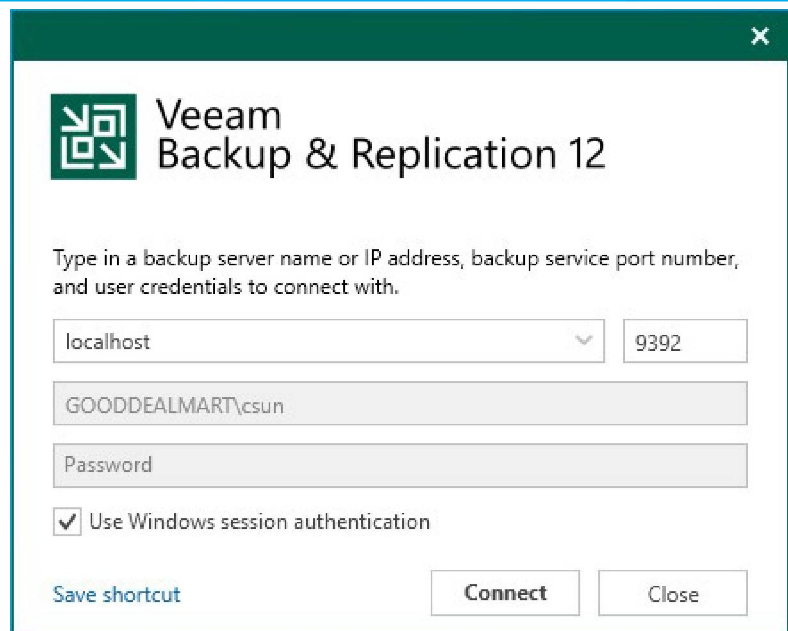 Veeam
Backup & Replication 12
Type in a backup server name or IP address, backup service port number,
and user credentials to connect with.
localhost 9392
GOODDEALMART\csun
Password
Use Windows session authentication
Save shortcut Connect Close